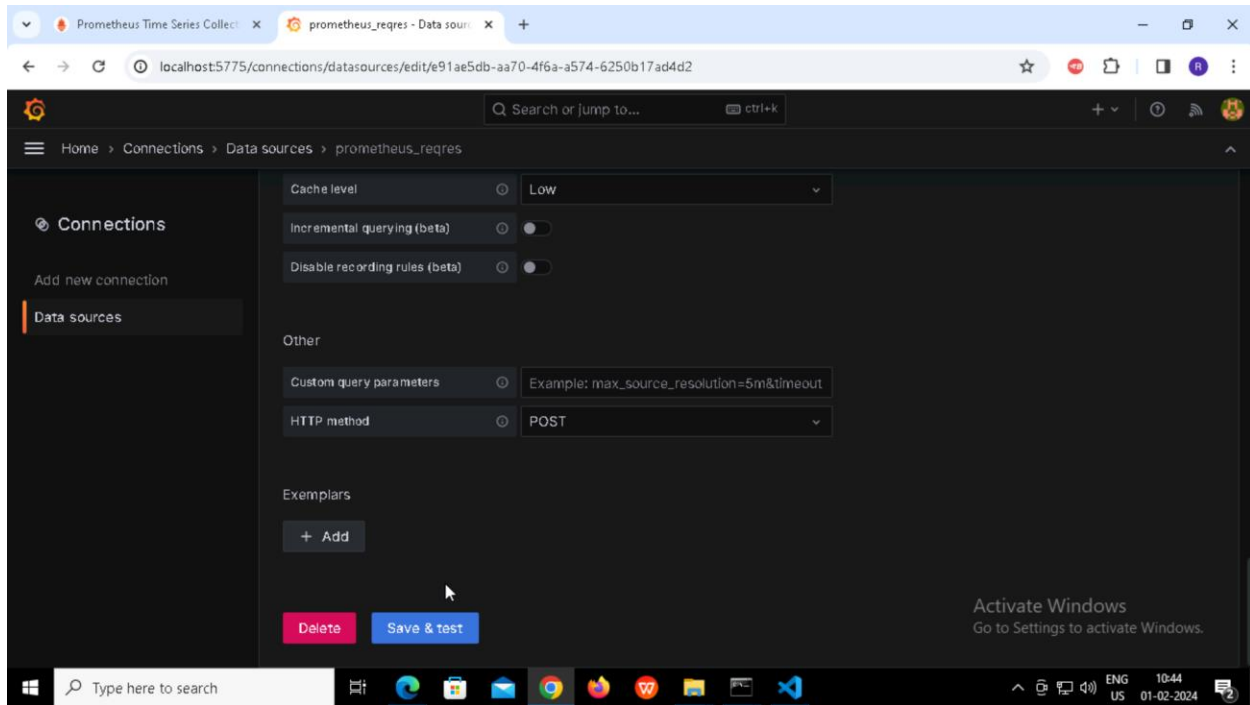 Prometheus Time Series Collect
prometheus_reqres - Data sourc
localhost:5775/connections/datasources/edit/e91ae5db-aa70-4f6a-a574-6250b17ad4d2
R
Search or jump to...
ctrl+k
Home › Connections › Data sources › prometheus_reqres
Connections
Add new connection
Data sources
Cache level
Low
Incremental querying (beta)
Disable recording rules (beta)
Other
Custom query parameters
Example: max_source_resolution=5m&timeout
HTTP method
POST
Exemplars
+ Add
Delete
Save & test
Activate Windows
Go to Settings to activate Windows.
Type here to search
ENG
US
10:44
01-02-2024
2